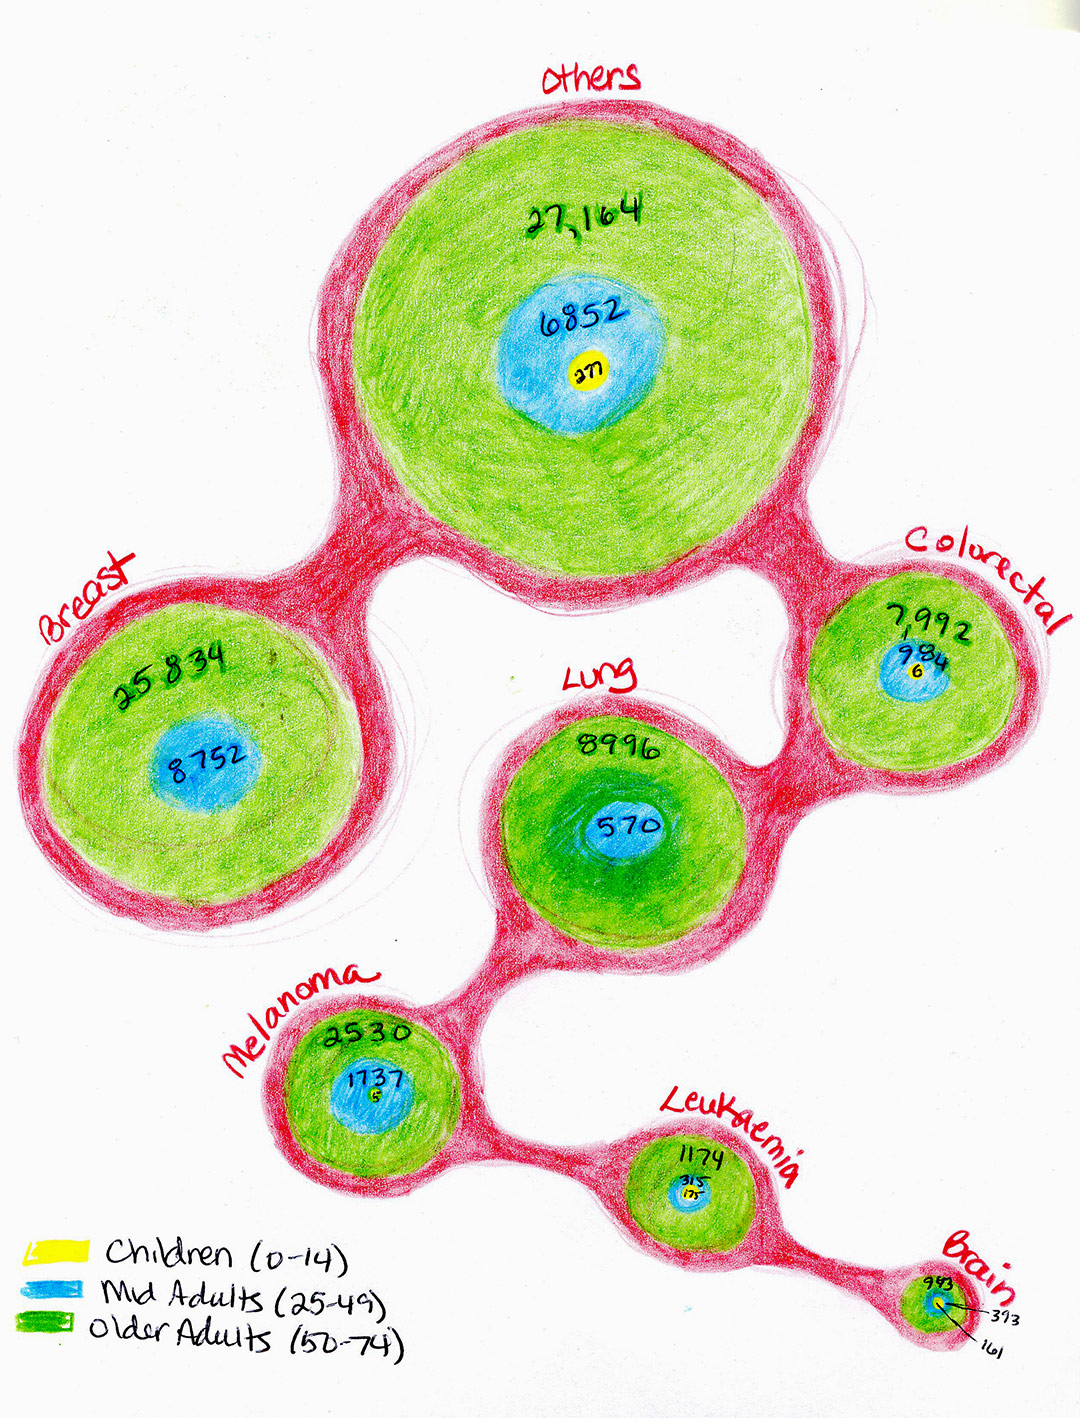 Others
27,164
6852
277
Breast
25834
8752
Colorectal
7,992
984
6
Lung
8996
570
Melanoma
2530
1737
5
Leukaemia
1174
315
175
Brain
943
393
161
Children (0-14)
Mid Adults (25-49)
Older Adults (50-74)